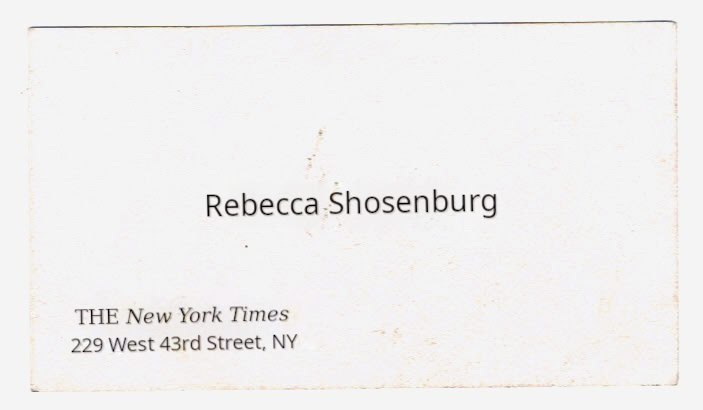 Rebecca Shosenburg
THE New York Times
229 West 43rd Street, NY